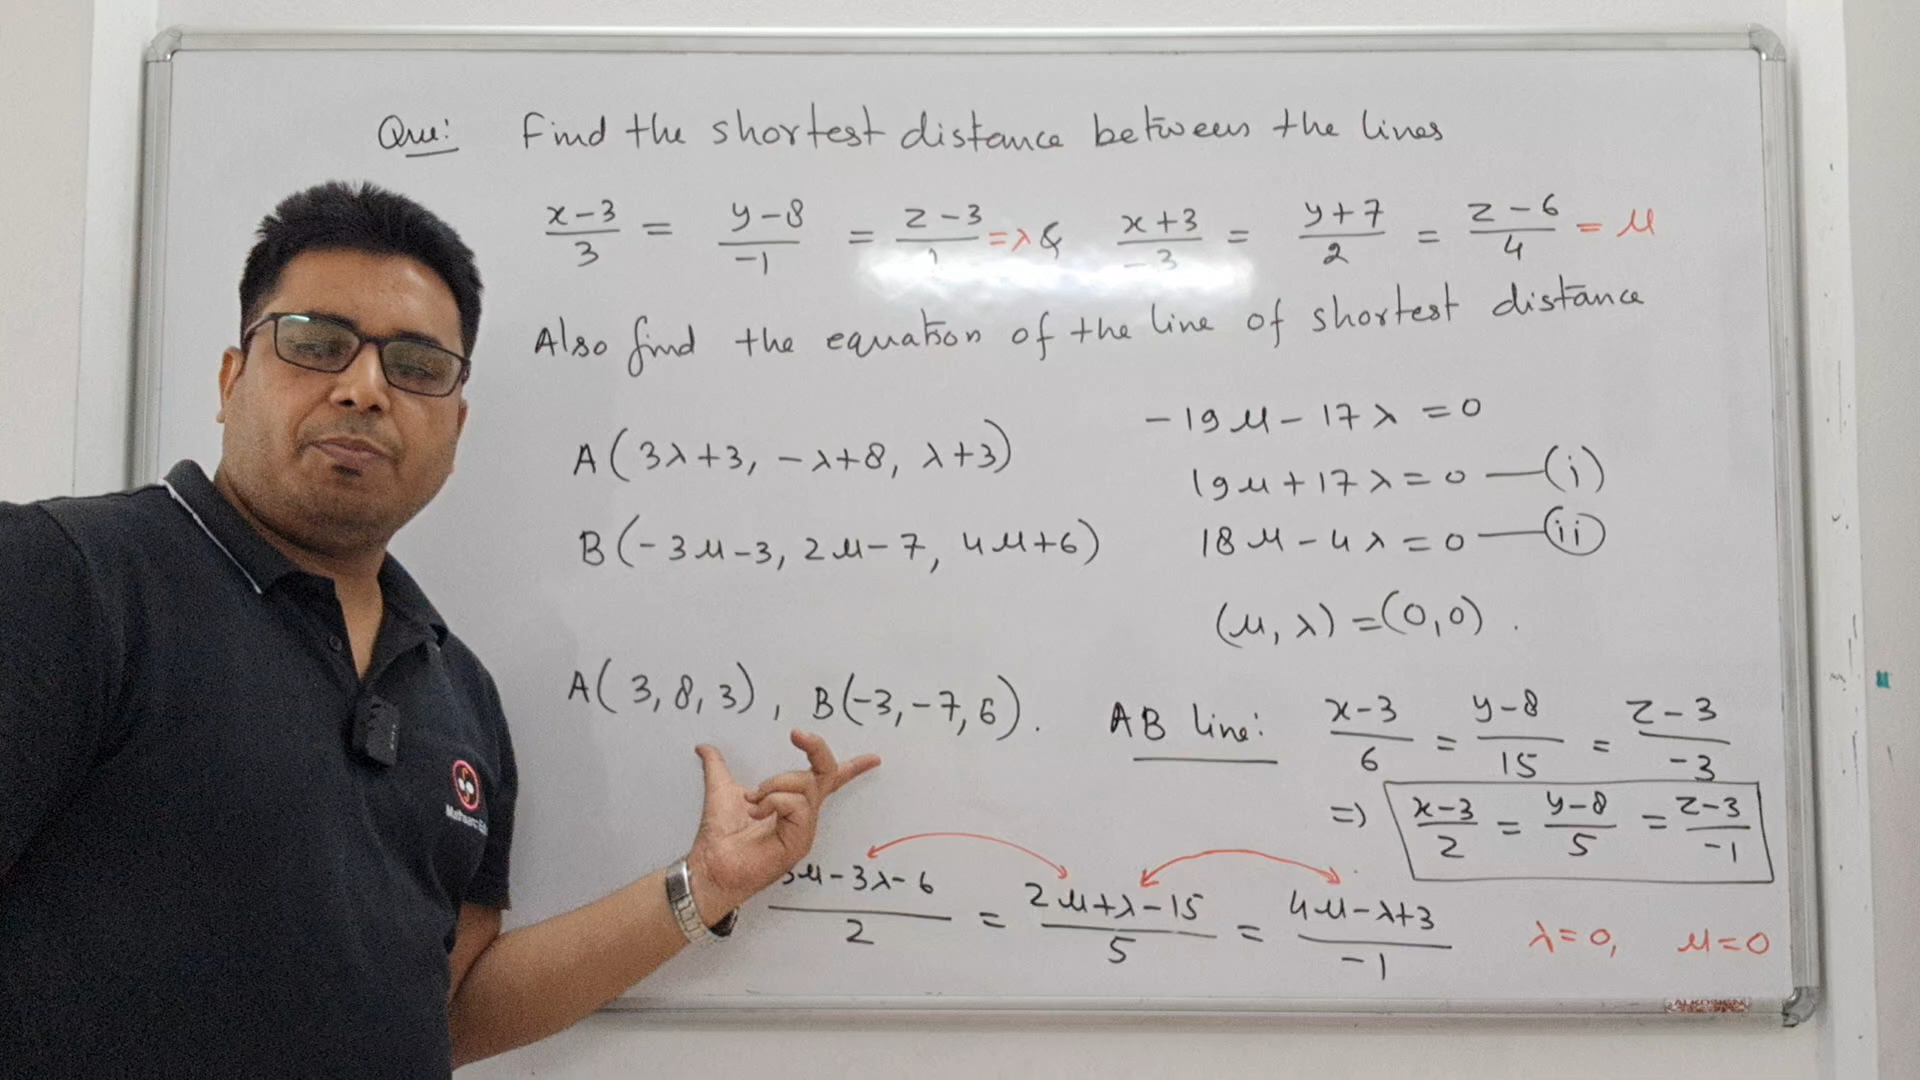 Que: Find the shortest distance between the lines
x-3/3 = y-8/-1 = z-3/1 = λ & x+3/-3 = y+7/2 = z-6/4 = μ
Also find the equation of the line of shortest distance
A(3λ+3, -λ+8, λ+3)
B(-3μ-3, 2μ-7, 4μ+6)
-19μ-17λ=0
19μ+17λ=0 —(i)
18μ-4λ=0 —(ii)
(μ, λ)=(0,0).
A(3,8,3), B(-3,-7,6).
AB line: x-3/6 = y-8/15 = z-3/-3
=> x-3/2 = y-8/5 = z-3/-1
μ-3λ-6/2 = 2μ+λ-15/5 = 4μ-λ+3/-1
λ=0, μ=0